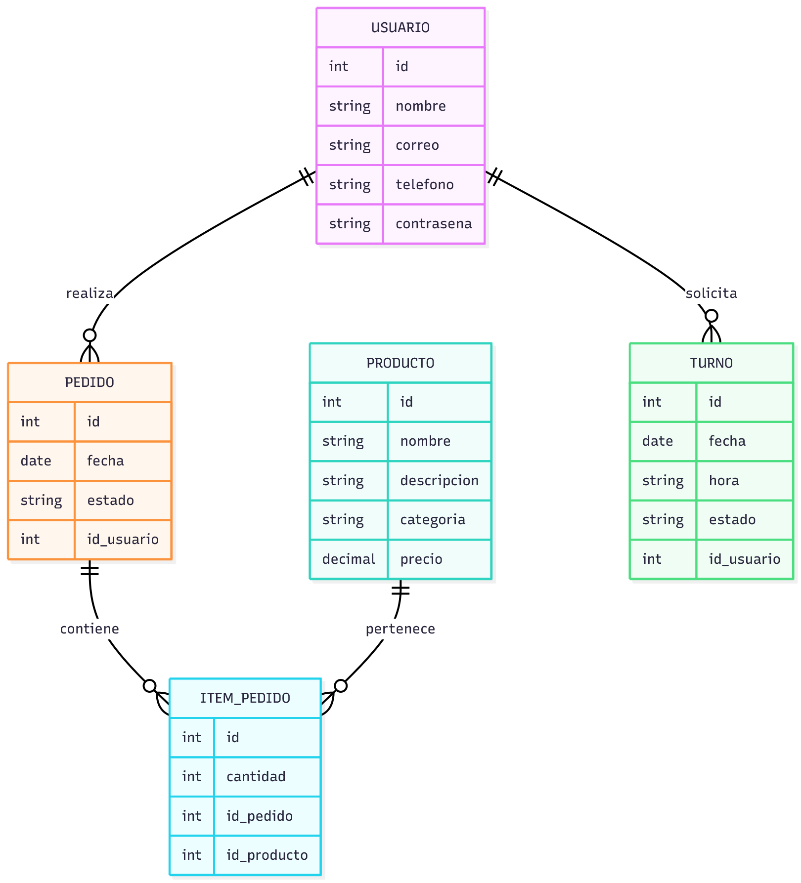 USUARIO
int id
string nombre
string correo
string telefono
string contrasena
realiza
solicita
PEDIDO
int id
date fecha
string estado
int id_usuario
PRODUCTO
int id
string nombre
string descripcion
string categoria
decimal precio
TURNO
int id
date fecha
string hora
string estado
int id_usuario
contiene
pertenece
ITEM_PEDIDO
int id
int cantidad
int id_pedido
int id_producto